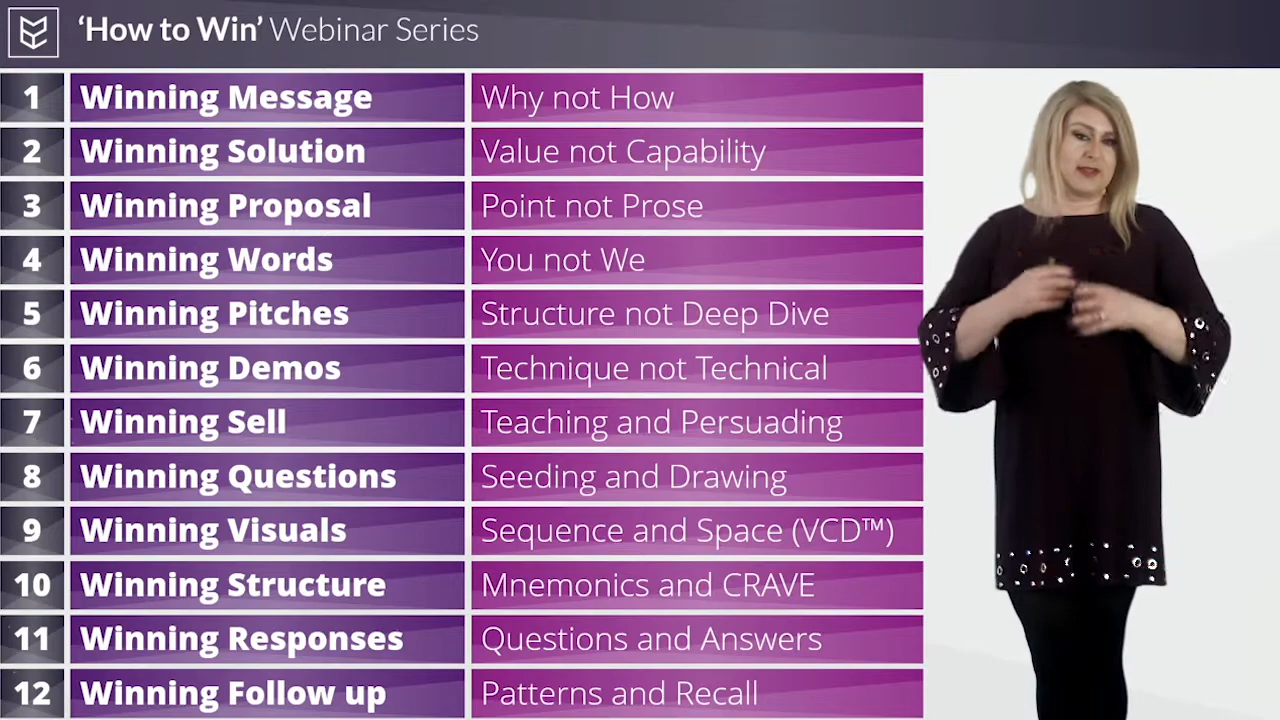 ‘How to Win’ Webinar Series
1 Winning Message Why not How
2 Winning Solution Value not Capability
3 Winning Proposal Point not Prose
4 Winning Words You not We
5 Winning Pitches Structure not Deep Dive
6 Winning Demos Technique not Technical
7 Winning Sell Teaching and Persuading
8 Winning Questions Seeding and Drawing
9 Winning Visuals Sequence and Space (VCD™)
10 Winning Structure Mnemonics and CRAVE
11 Winning Responses Questions and Answers
12 Winning Follow up Patterns and Recall